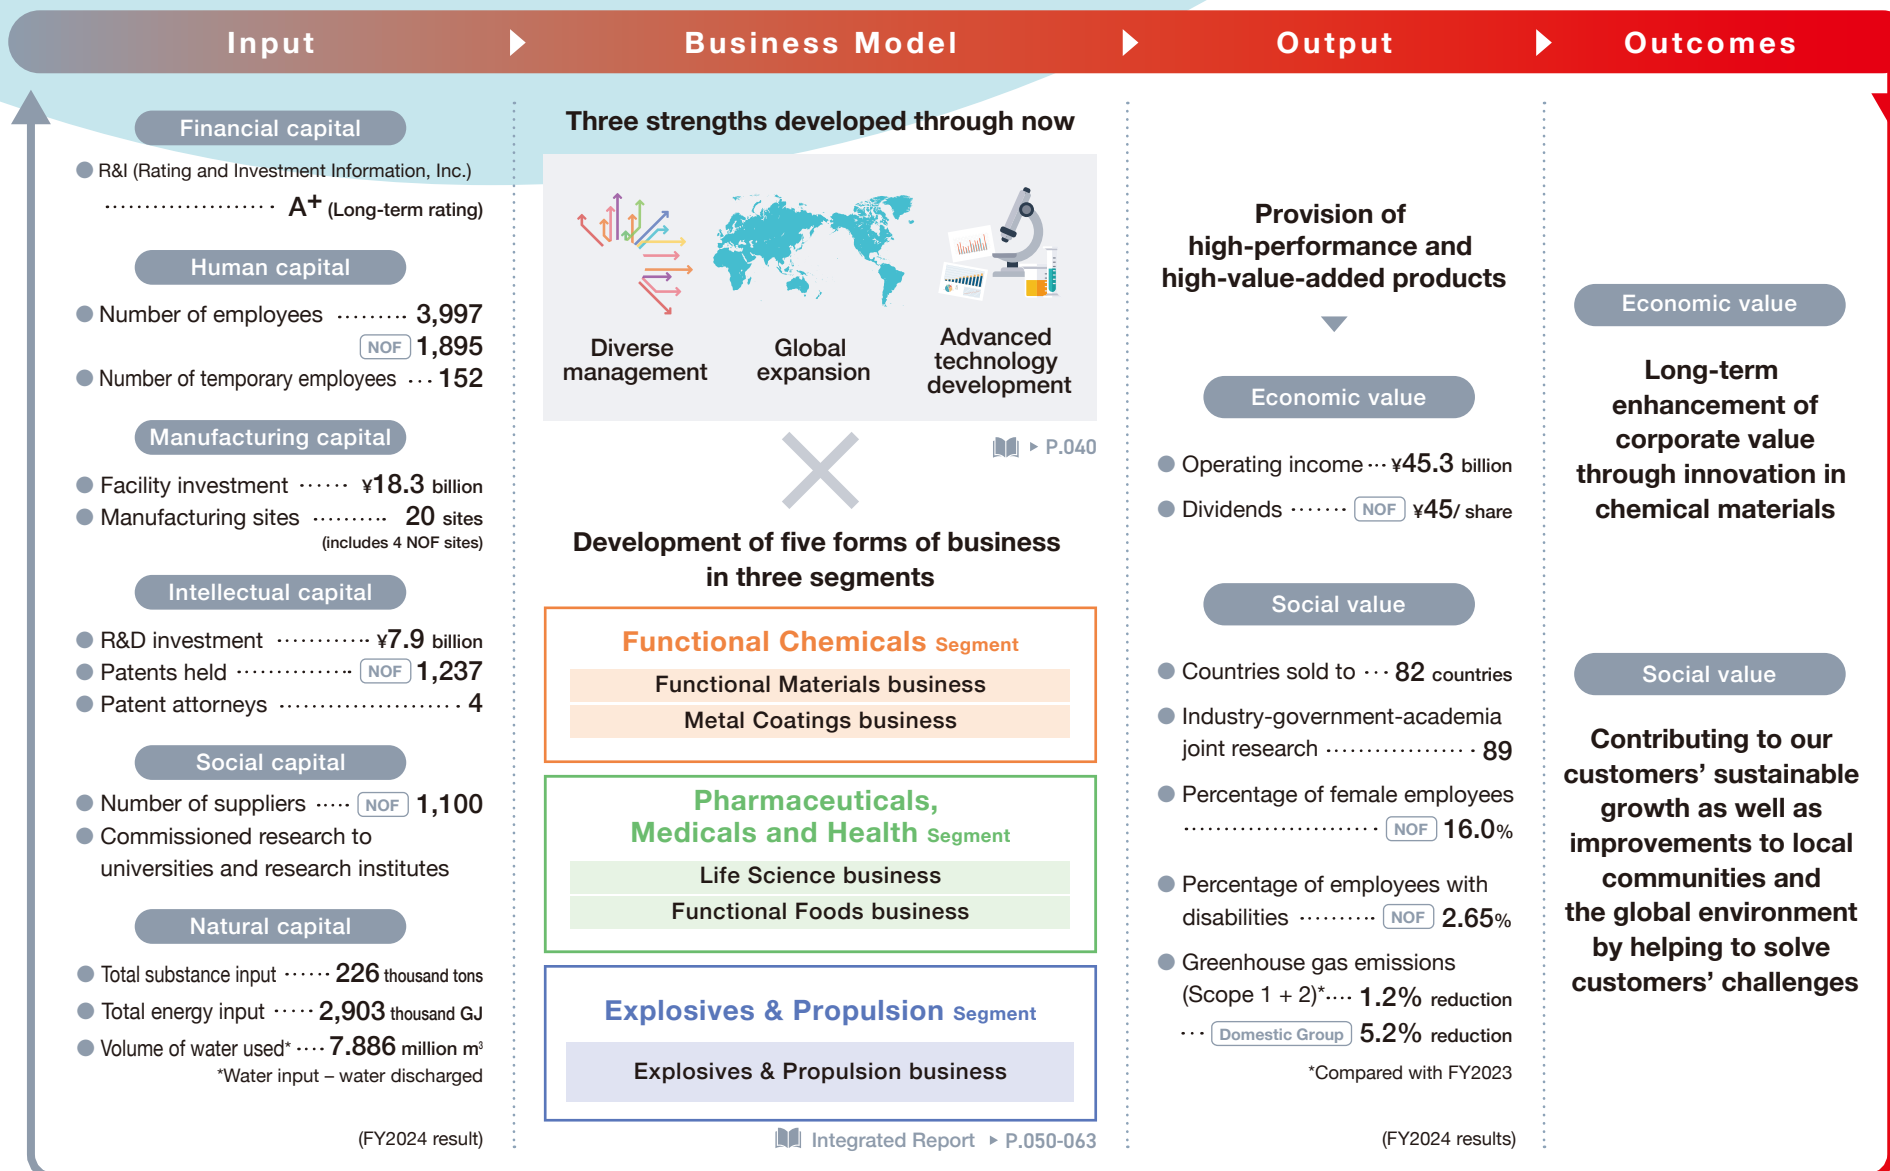 Input
Business Model
Output
Outcomes
Financial capital
R&I (Rating and Investment Information, Inc.)
A+ (Long-term rating)
Human capital
Number of employees ········· 3,997
NOF 1,895
Number of temporary employees ··· 152
Manufacturing capital
Facility investment ······ ¥18.3 billion
Manufacturing sites ·········· 20 sites
(includes 4 NOF sites)
Intellectual capital
R&D investment ··········· ¥7.9 billion
Patents held ·············· NOF 1,237
Patent attorneys ···················· 4
Social capital
Number of suppliers ····· NOF 1,100
Commissioned research to
universities and research institutes
Natural capital
Total substance input ······ 226 thousand tons
Total energy input ····· 2,903 thousand GJ
Volume of water used* ···· 7.886 million m³
*Water input – water discharged
(FY2024 result)
Three strengths developed through now
Diverse
management
Global
expansion
Advanced
technology
development
P.040
Development of five forms of business
in three segments
Functional Chemicals Segment
Functional Materials business
Metal Coatings business
Pharmaceuticals,
Medicals and Health Segment
Life Science business
Functional Foods business
Explosives & Propulsion Segment
Explosives & Propulsion business
Integrated Report P.050-063
Provision of
high-performance and
high-value-added products
Economic value
Operating income ··· ¥45.3 billion
Dividends ······· NOF ¥45/ share
Social value
Countries sold to ··· 82 countries
Industry-government-academia
joint research ················· 89
Percentage of female employees
························ NOF 16.0%
Percentage of employees with
disabilities ·········· NOF 2.65%
Greenhouse gas emissions
(Scope 1 + 2)*···· 1.2% reduction
··· Domestic Group 5.2% reduction
*Compared with FY2023
(FY2024 results)
Economic value
Long-term
enhancement of
corporate value
through innovation in
chemical materials
Social value
Contributing to our
customers’ sustainable
growth as well as
improvements to local
communities and
the global environment
by helping to solve
customers’ challenges